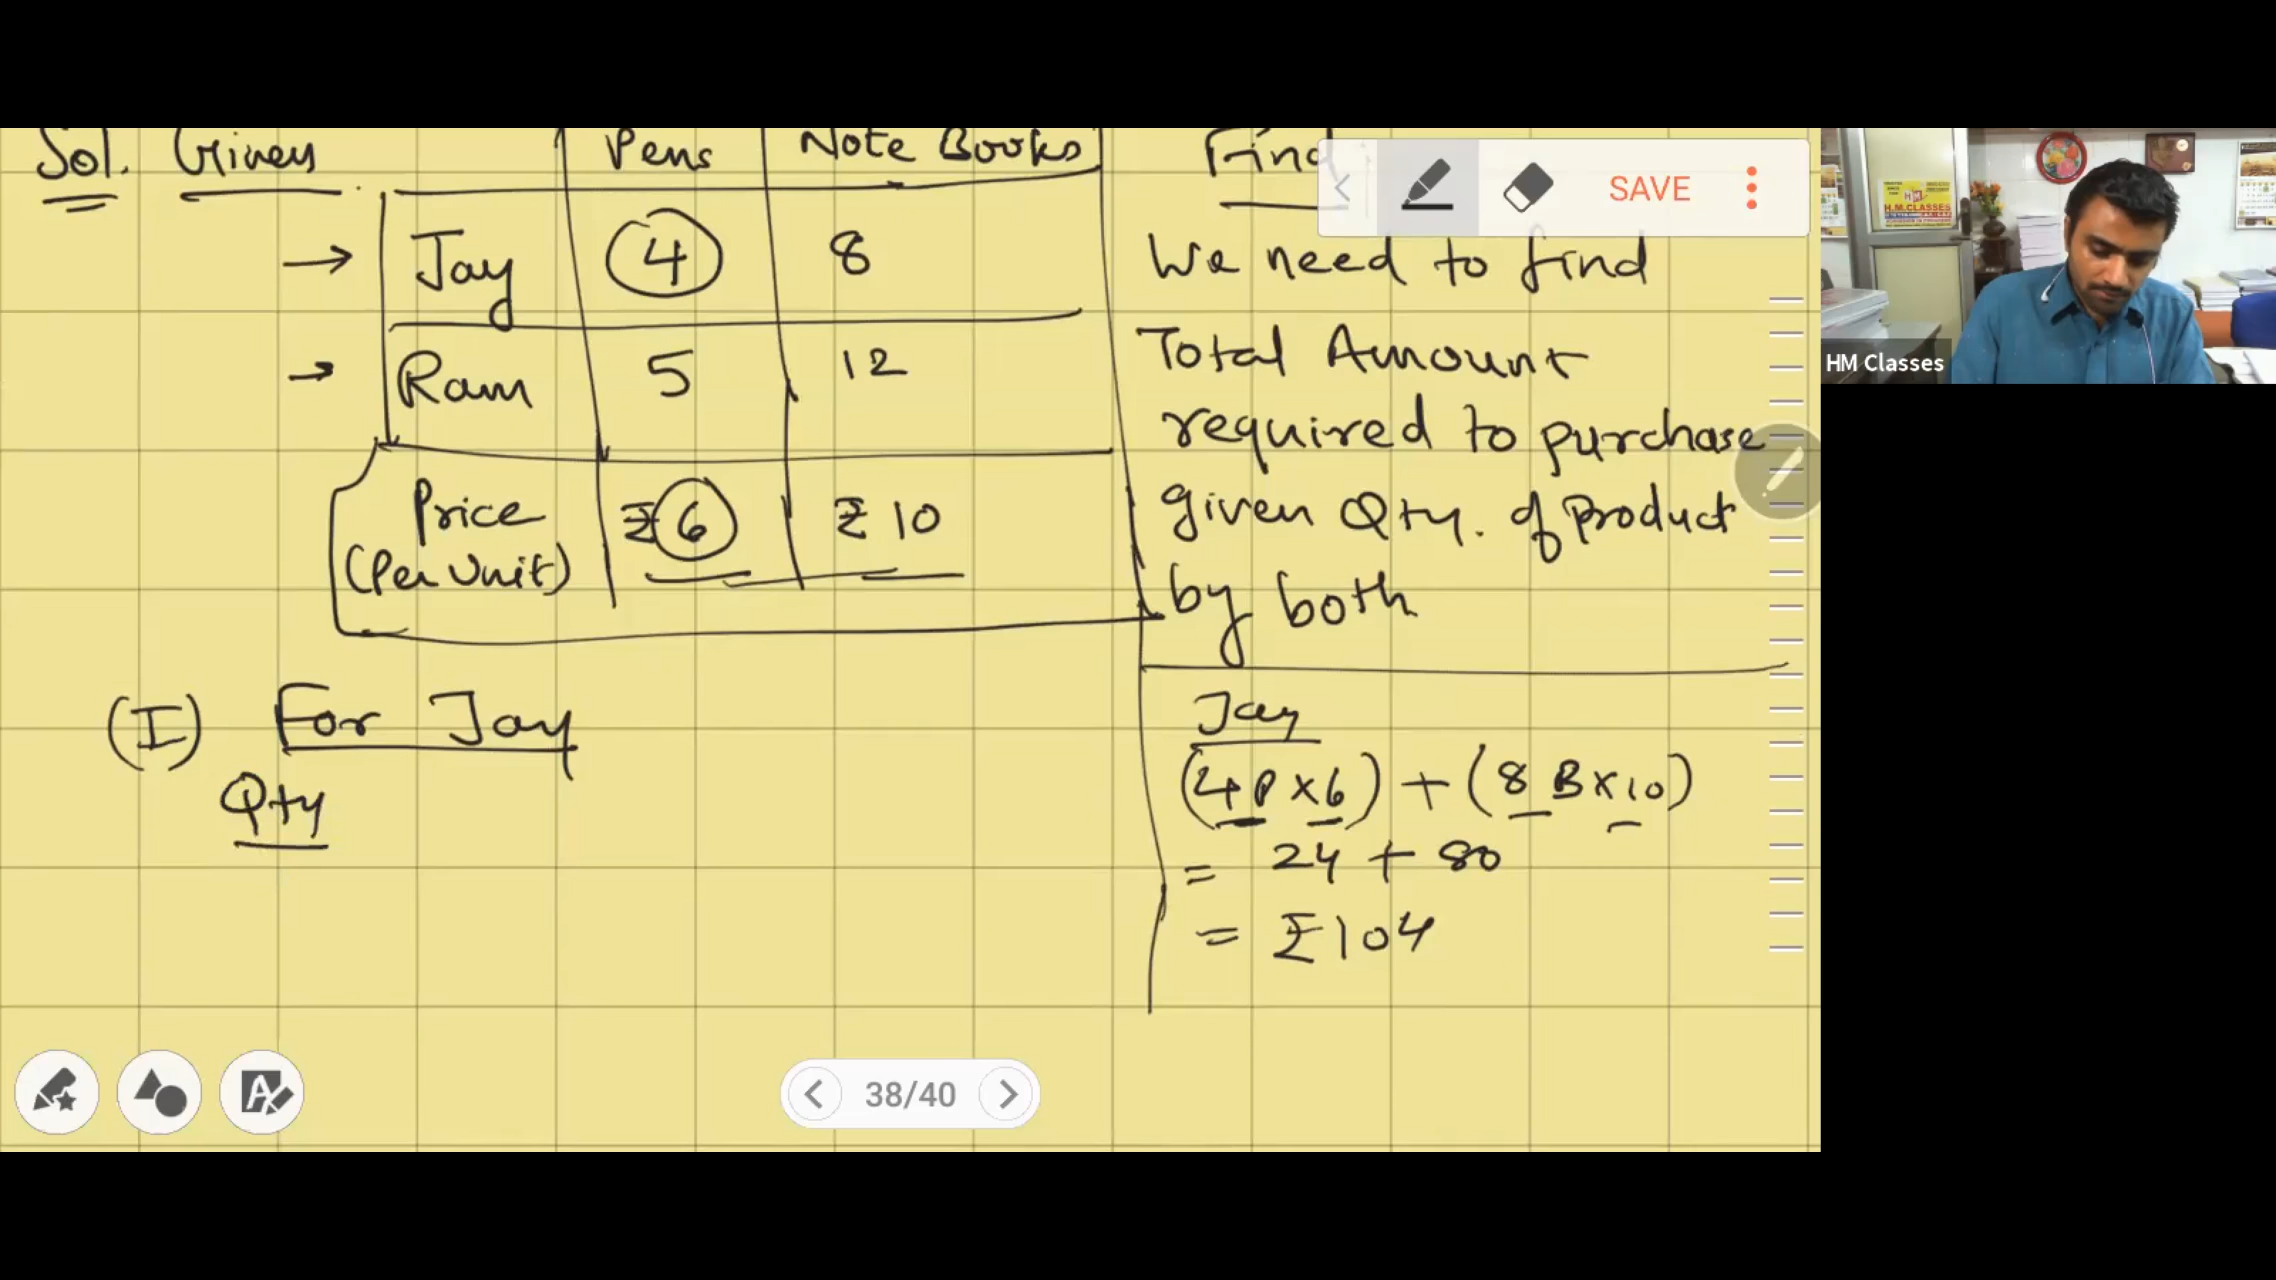 Sol. Given
Pens Note Books
→ Jay 4 8
→ Ram 5 12
Price ₹ 6 ₹ 10
(Per Unit)
Find
We need to find
Total Amount
required to purchase
given Qty. of Product
by both
(I) For Jay
Qty
Jay
(4P × 6) + (8 B × 10)
= 24 + 80
= ₹104
SAVE
38/40
H.M.CLASSES
HM Classes